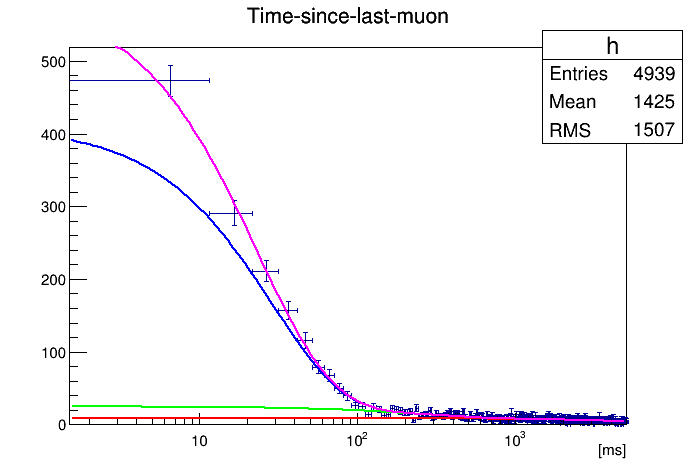 Time-since-last-muon
h
Entries 4939
Mean 1425
RMS 1507
500
400
300
200
100
0
10 10² 10³
[ms]